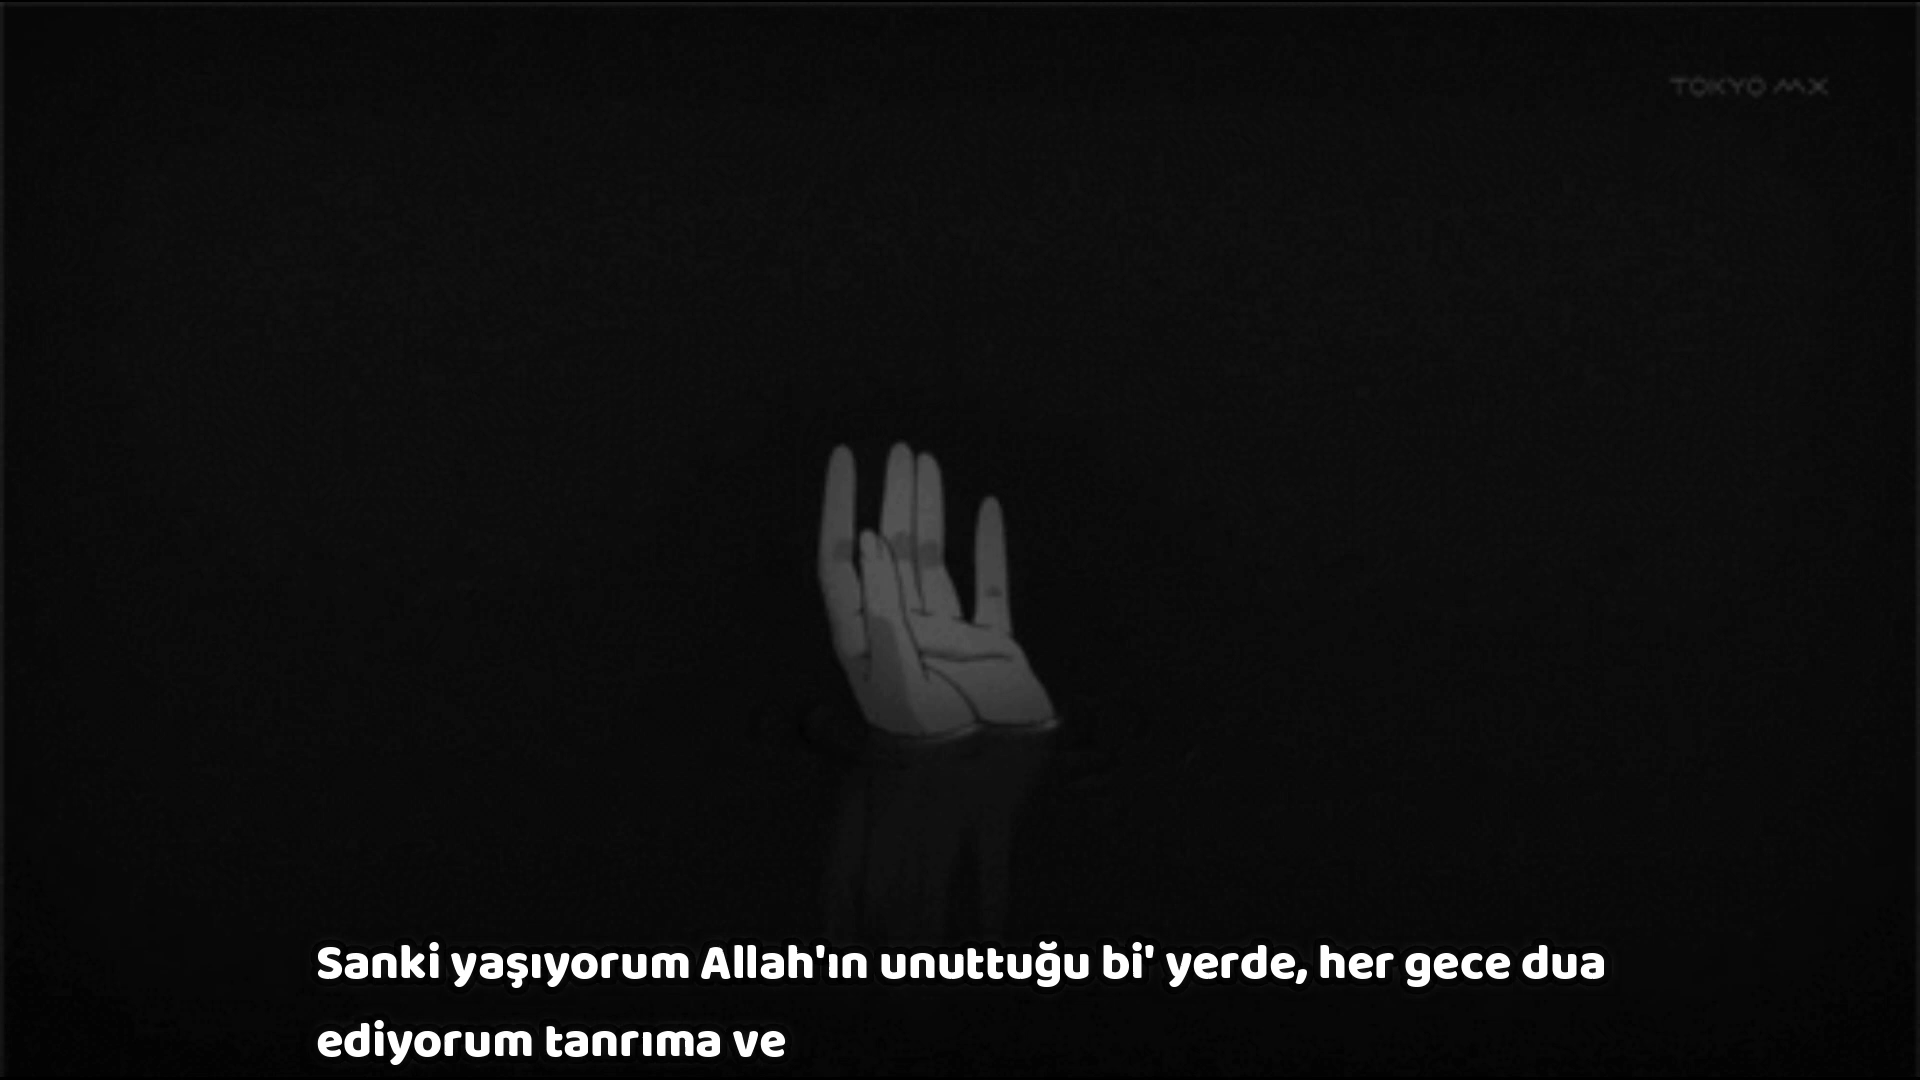 TOKYO MX
Sanki yaşıyorum Allah'ın unuttuğu bi' yerde, her gece dua
ediyorum tanrıma ve